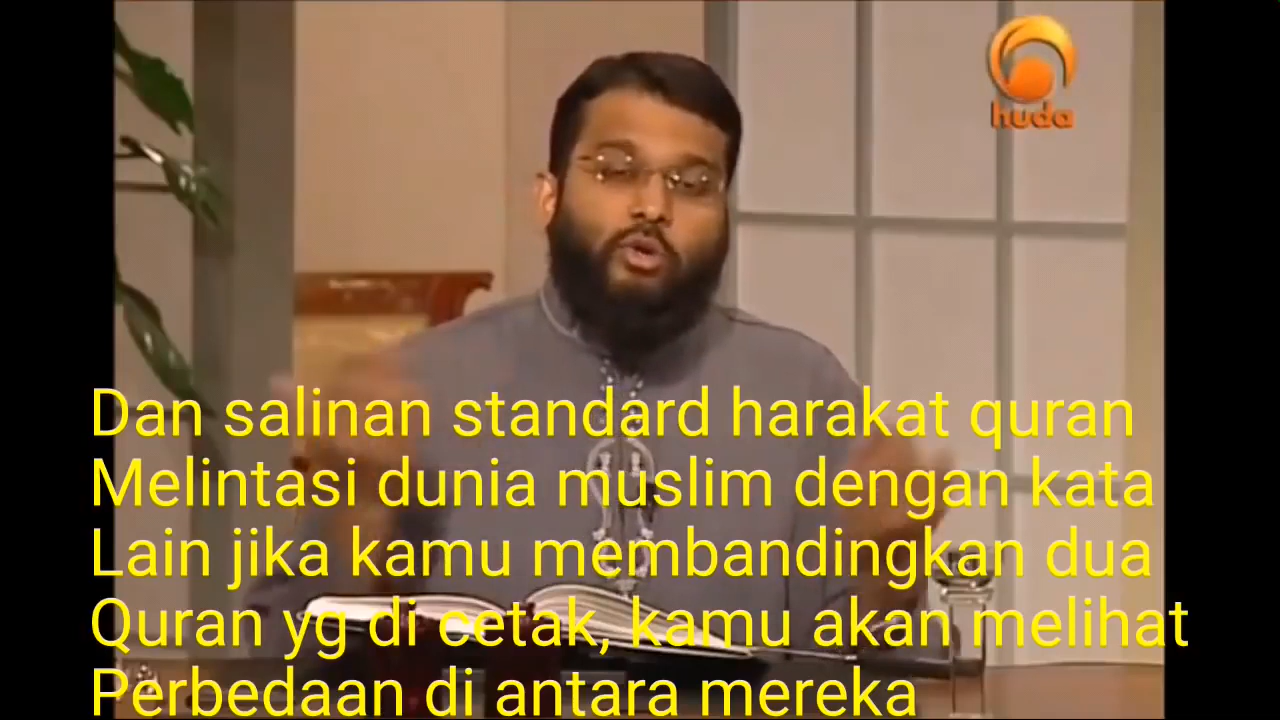 huda
Dan salinan standard harakat quran
Melintasi dunia muslim dengan kata
Lain jika kamu membandingkan dua
Quran yg di cetak, kamu akan melihat
Perbedaan di antara mereka